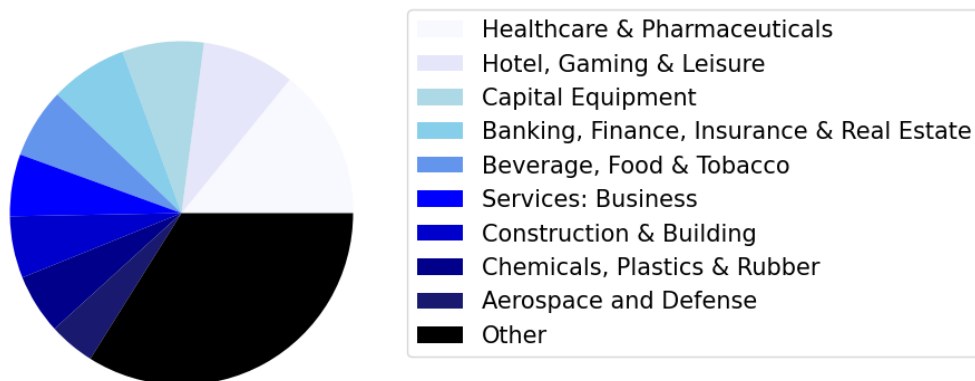 Healthcare & Pharmaceuticals
Hotel, Gaming & Leisure
Capital Equipment
Banking, Finance, Insurance & Real Estate
Beverage, Food & Tobacco
Services: Business
Construction & Building
Chemicals, Plastics & Rubber
Aerospace and Defense
Other